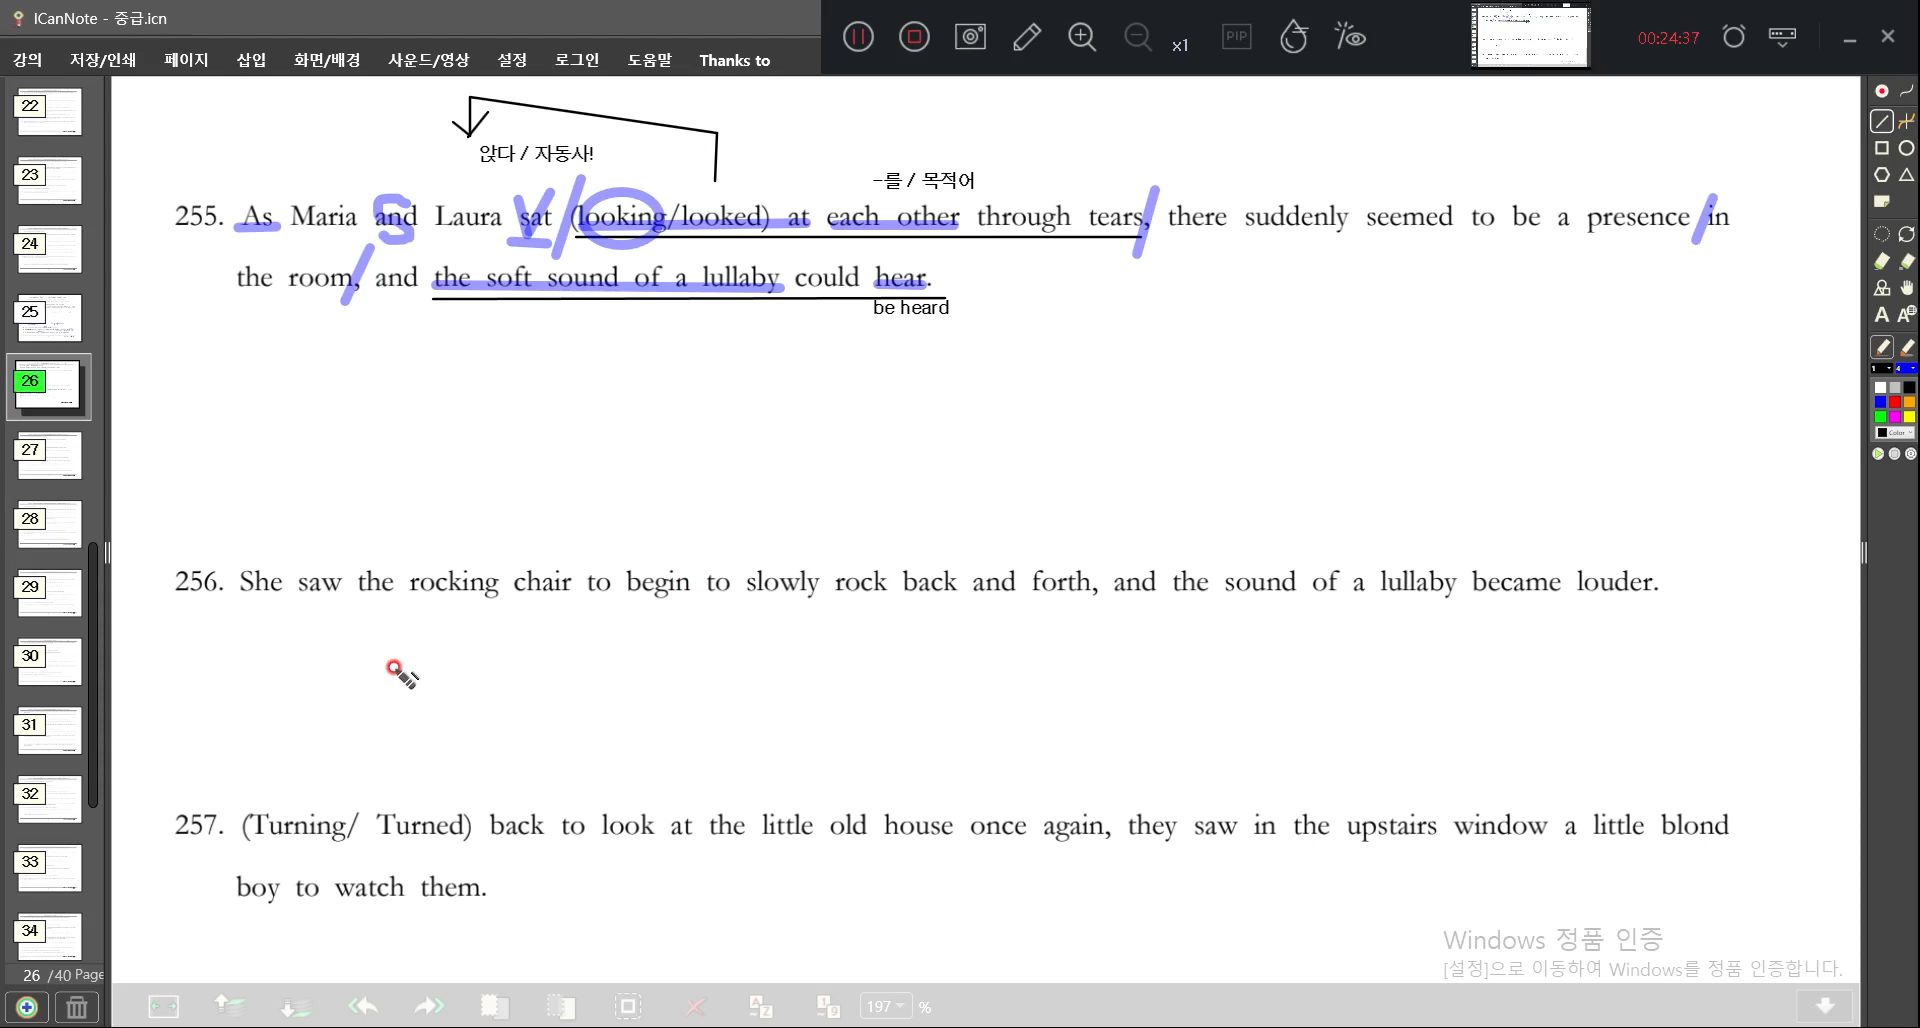 ICanNote - 중급.icn
강의 저장/인쇄 페이지 삽입 화면/배경 사운드/영상 설정 로그인 도움말 Thanks to
x1 PIP 00:24:37
22
23
24
25
26
27
28
29
30
31
32
33
34
26 /40 Page
앉다 / 자동사!
-를 / 목적어
S V
255. As Maria and Laura sat (looking/looked) at each other through tears, there suddenly seemed to be a presence in
the room, and the soft sound of a lullaby could hear.
be heard
256. She saw the rocking chair to begin to slowly rock back and forth, and the sound of a lullaby became louder.
257. (Turning/ Turned) back to look at the little old house once again, they saw in the upstairs window a little blond
boy to watch them.
Windows 정품 인증
[설정]으로 이동하여 Windows를 정품 인증합니다.
197 %
A A
1 4
Color
A Z
1 9